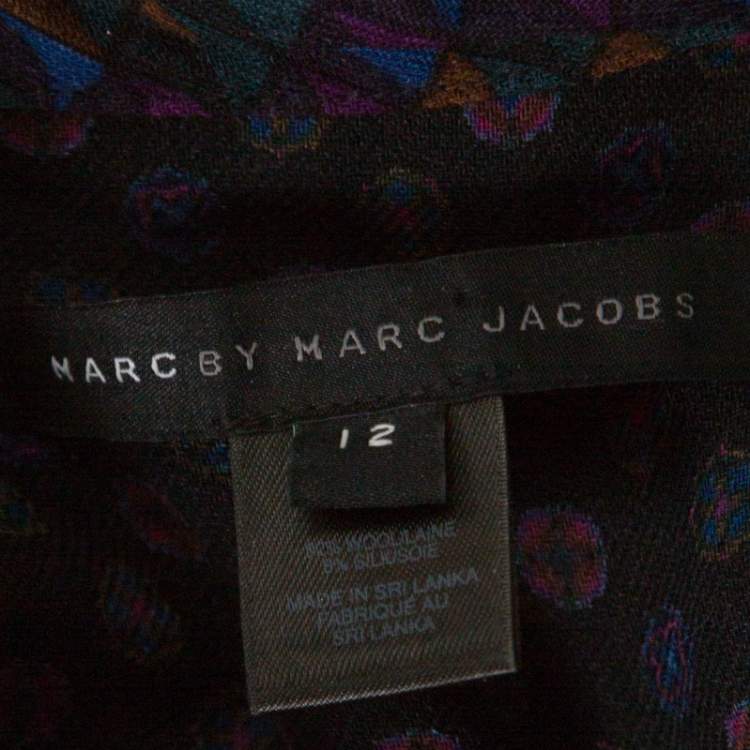 MARC BY MARC JACOBS
12
WOOL/LAINE
SILK/SOIE
MADE IN SRI LANKA
FABRIQUÉ AU
SRI LANKA